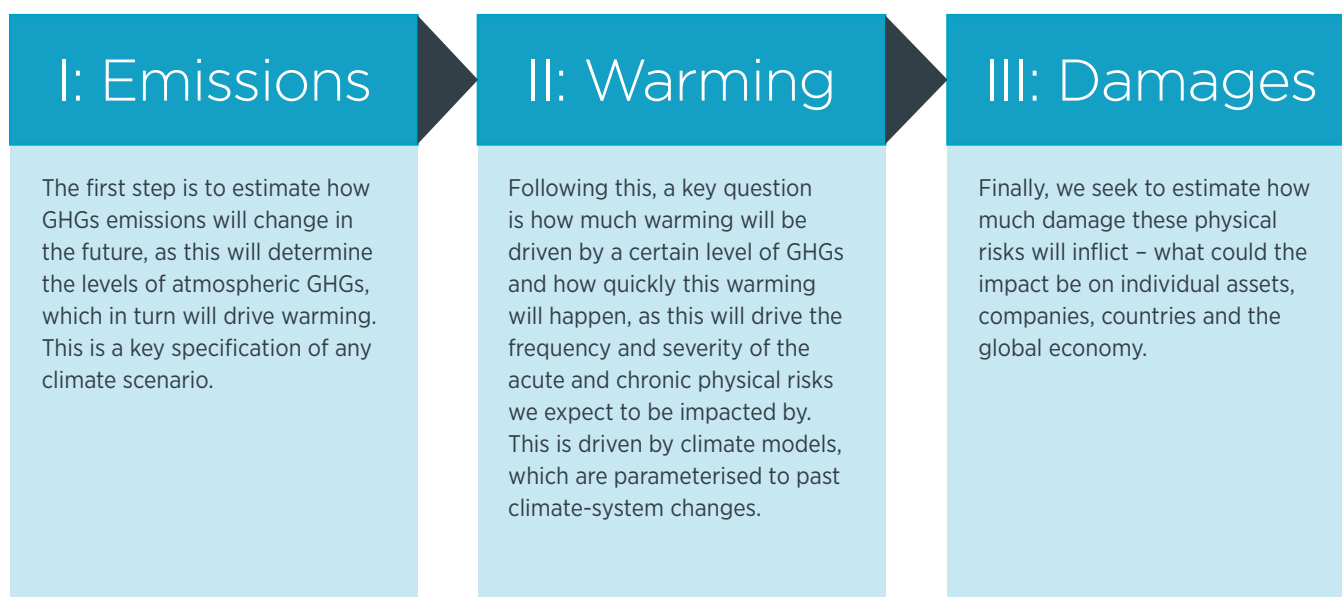 I: Emissions
The first step is to estimate how
GHGs emissions will change in
the future, as this will determine
the levels of atmospheric GHGs,
which in turn will drive warming.
This is a key specification of any
climate scenario.
II: Warming
Following this, a key question
is how much warming will be
driven by a certain level of GHGs
and how quickly this warming
will happen, as this will drive the
frequency and severity of the
acute and chronic physical risks
we expect to be impacted by.
This is driven by climate models,
which are parameterised to past
climate-system changes.
III: Damages
Finally, we seek to estimate how
much damage these physical
risks will inflict – what could the
impact be on individual assets,
companies, countries and the
global economy.